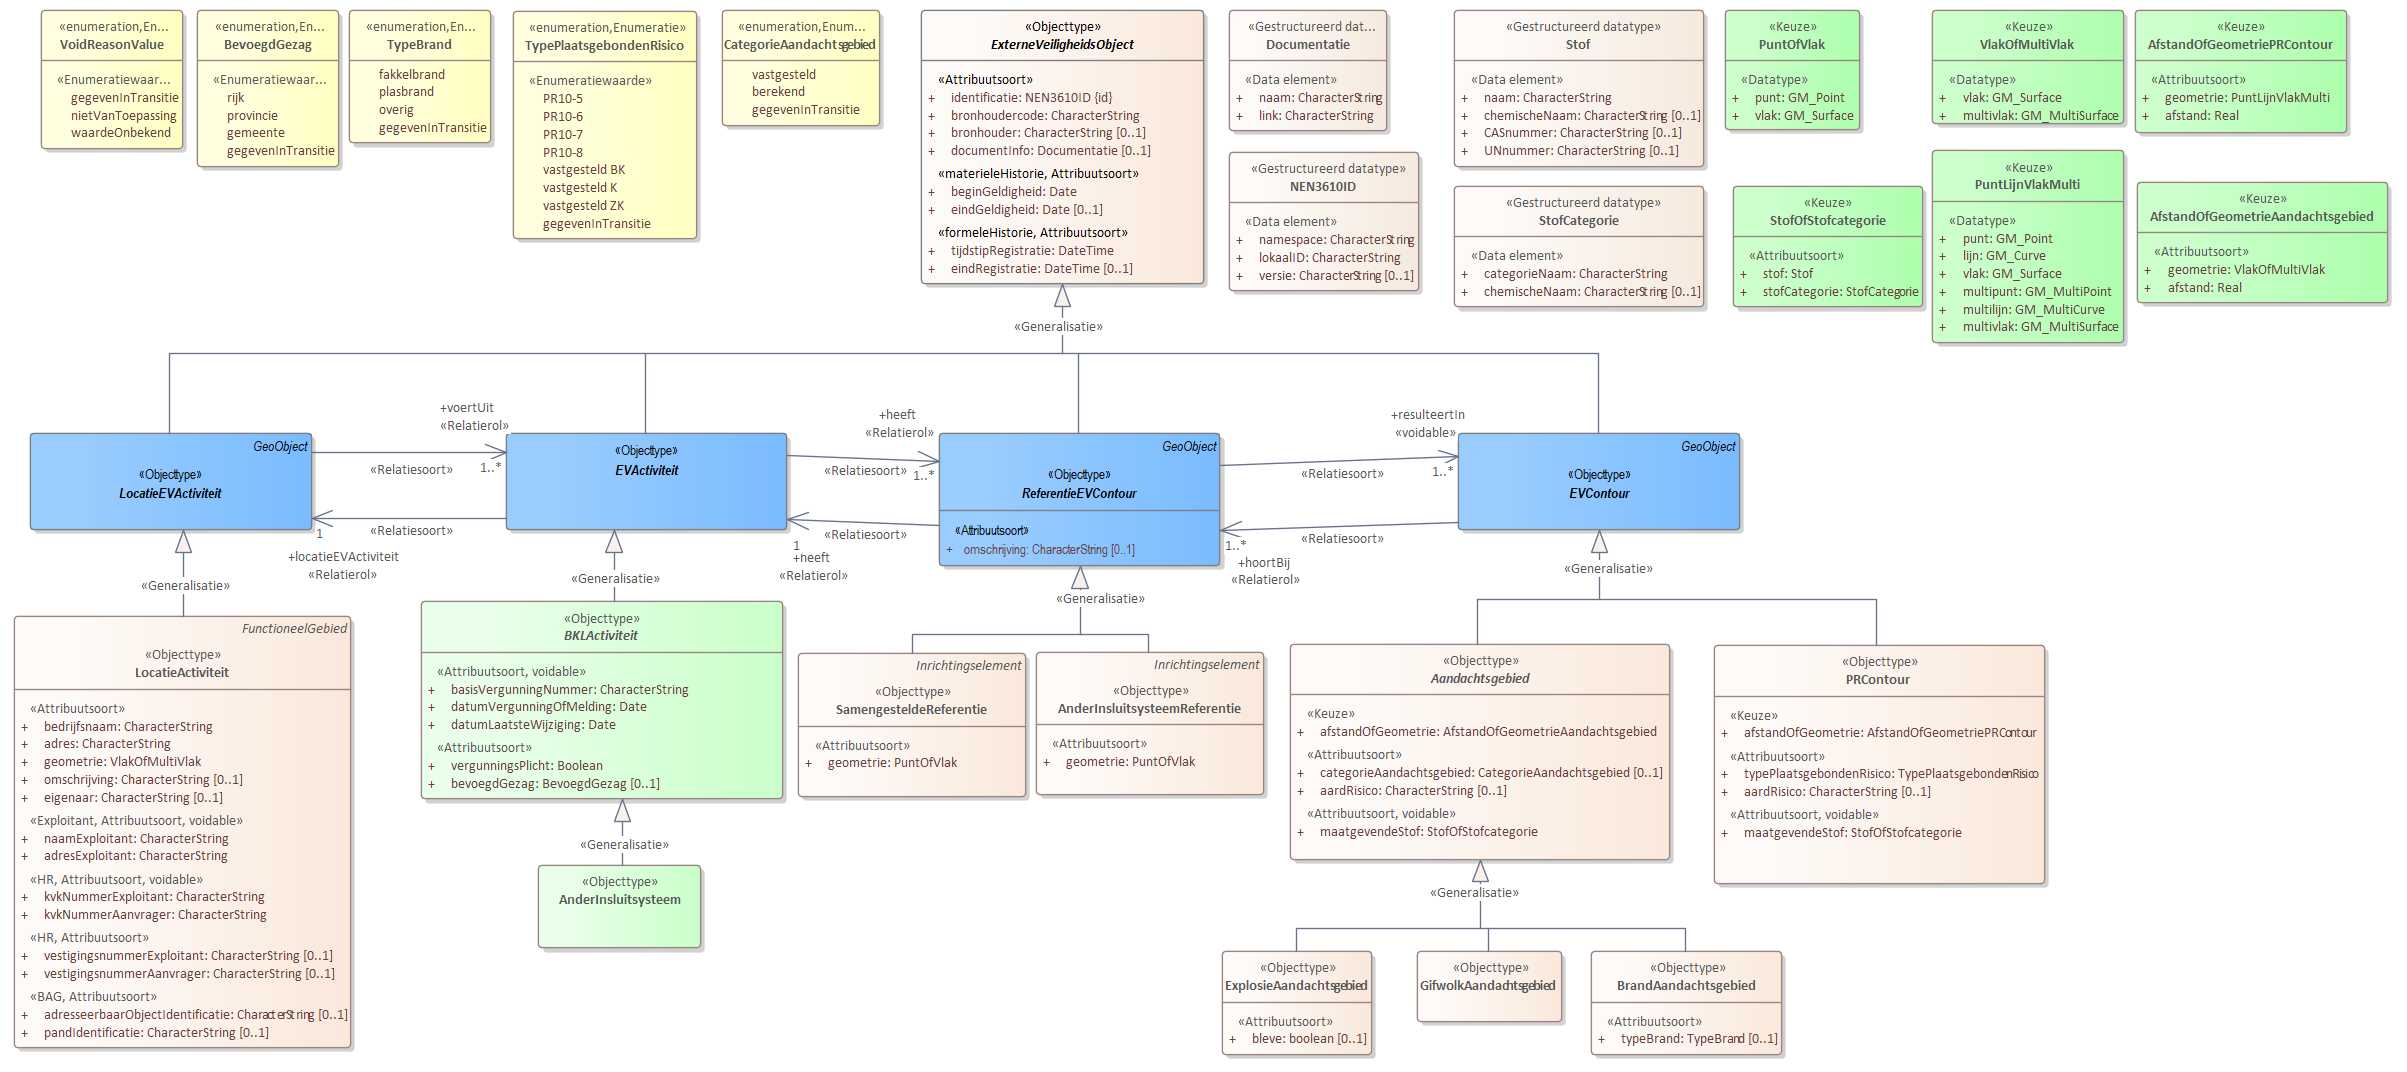 «enumeration,En...
VoidReasonValue
«Enumeratiewaar...
gegevenInTransitie
nietVanToepassing
waardeOnbekend
«enumeration,En...
BevoegdGezag
«Enumeratiewaar...
rijk
provincie
gemeente
gegevenInTransitie
«enumeration,En...
TypeBrand
fakkelbrand
plasbrand
overig
gegevenInTransitie
«enumeration,Enumeratie»
TypePlaatsgebondenRisico
«Enumeratiewaarde»
PR10-5
PR10-6
PR10-7
PR10-8
vastgesteld BK
vastgesteld K
vastgesteld ZK
gegevenInTransitie
«enumeration,Enum...
CategorieAandachtsgebied
vastgesteld
berekend
gegevenInTransitie
«Objecttype»
ExterneVeiligheidsObject
«Attribuutsoort»
+ identificatie: NEN3610ID {id}
+ bronhoudercode: CharacterString
+ bronhouder: CharacterString [0..1]
+ documentInfo: Documentatie [0..1]
«materieleHistorie, Attribuutsoort»
+ beginGeldigheid: Date
+ eindGeldigheid: Date [0..1]
«formeleHistorie, Attribuutsoort»
+ tijdstipRegistratie: DateTime
+ eindRegistratie: DateTime [0..1]
«Gestructureerd dat...
Documentatie
«Data element»
+ naam: CharacterString
+ link: CharacterString
«Gestructureerd datatype»
NEN3610ID
«Data element»
+ namespace: CharacterString
+ lokaalID: CharacterString
+ versie: CharacterString [0..1]
«Gestructureerd datatype»
Stof
«Data element»
+ naam: CharacterString
+ chemischeNaam: CharacterString [0..1]
+ CASnummer: CharacterString [0..1]
+ UNnummer: CharacterString [0..1]
«Gestructureerd datatype»
StofCategorie
«Data element»
+ categorieNaam: CharacterString
+ chemischeNaam: CharacterString [0..1]
«Keuze»
PuntOfVlak
«Datatype»
+ punt: GM_Point
+ vlak: GM_Surface
«Keuze»
StofOfStofcategorie
«Attribuutsoort»
+ stof: Stof
+ stofCategorie: StofCategorie
«Keuze»
VlakOfMultiVlak
«Datatype»
+ vlak: GM_Surface
+ multivlak: GM_MultiSurface
«Keuze»
PuntLijnVlakMulti
«Datatype»
+ punt: GM_Point
+ lijn: GM_Curve
+ vlak: GM_Surface
+ multipunt: GM_MultiPoint
+ multilijn: GM_MultiCurve
+ multivlak: GM_MultiSurface
«Keuze»
AfstandOfGeometriePRContour
«Attribuutsoort»
+ geometrie: PuntLijnVlakMulti
+ afstand: Real
«Keuze»
AfstandOfGeometrieAandachtsgebied
«Attribuutsoort»
+ geometrie: VlakOfMultiVlak
+ afstand: Real
«Generalisatie»
GeoObject
«Objecttype»
LocatieEVActiviteit
+voertUit
«Relatierol»
1..*
«Relatiesoort»
«Relatiesoort»
1
+locatieEVActiviteit
«Relatierol»
«Objecttype»
EVActiviteit
+heeft
«Relatierol»
«Relatiesoort»
1..*
«Relatiesoort»
1
+heeft
«Relatierol»
GeoObject
«Objecttype»
ReferentieEVContour
«Attribuutsoort»
+ omschrijving: CharacterString [0..1]
+resulteertIn
«voidable»
«Relatiesoort»
1..*
«Relatiesoort»
1..*
+hoortBij
«Relatierol»
GeoObject
«Objecttype»
EVContour
«Generalisatie»
«Generalisatie»
«Generalisatie»
«Generalisatie»
FunctioneelGebied
«Objecttype»
LocatieActiviteit
«Attribuutsoort»
+ bedrijfsnaam: CharacterString
+ adres: CharacterString
+ geometrie: VlakOfMultiVlak
+ omschrijving: CharacterString [0..1]
+ eigenaar: CharacterString [0..1]
«Exploitant, Attribuutsoort, voidable»
+ naamExploitant: CharacterString
+ adresExploitant: CharacterString
«HR, Attribuutsoort, voidable»
+ kvkNummerExploitant: CharacterString
+ kvkNummerAanvrager: CharacterString
«HR, Attribuutsoort»
+ vestigingsnummerExploitant: CharacterString [0..1]
+ vestigingsnummerAanvrager: CharacterString [0..1]
«BAG, Attribuutsoort»
+ adresseerbaarObjectIdentificatie: CharacterString [0..1]
+ pandIdentificatie: CharacterString [0..1]
«Objecttype»
BKLActiviteit
«Attribuutsoort, voidable»
+ basisVergunningNummer: CharacterString
+ datumVergunningOfMelding: Date
+ datumLaatsteWijziging: Date
«Attribuutsoort»
+ vergunningsPlicht: Boolean
+ bevoegdGezag: BevoegdGezag [0..1]
«Generalisatie»
«Objecttype»
AnderInsluitsysteem
Inrichtingselement
«Objecttype»
SamengesteldeReferentie
«Attribuutsoort»
+ geometrie: PuntOfVlak
Inrichtingselement
«Objecttype»
AnderInsluitsysteemReferentie
«Attribuutsoort»
+ geometrie: PuntOfVlak
«Objecttype»
Aandachtsgebied
«Keuze»
+ afstandOfGeometrie: AfstandOfGeometrieAandachtsgebied
«Attribuutsoort»
+ categorieAandachtsgebied: CategorieAandachtsgebied [0..1]
+ aardRisico: CharacterString [0..1]
«Attribuutsoort, voidable»
+ maatgevendeStof: StofOfStofcategorie
«Objecttype»
PRContour
«Keuze»
+ afstandOfGeometrie: AfstandOfGeometriePRContour
«Attribuutsoort»
+ typePlaatsgebondenRisico: TypePlaatsgebondenRisico
+ aardRisico: CharacterString [0..1]
«Attribuutsoort, voidable»
+ maatgevendeStof: StofOfStofcategorie
«Generalisatie»
«Objecttype»
ExplosieAandachtsgebied
«Attribuutsoort»
+ bleve: boolean [0..1]
«Objecttype»
GifwolkAandachtsgebied
«Objecttype»
BrandAandachtsgebied
«Attribuutsoort»
+ typeBrand: TypeBrand [0..1]